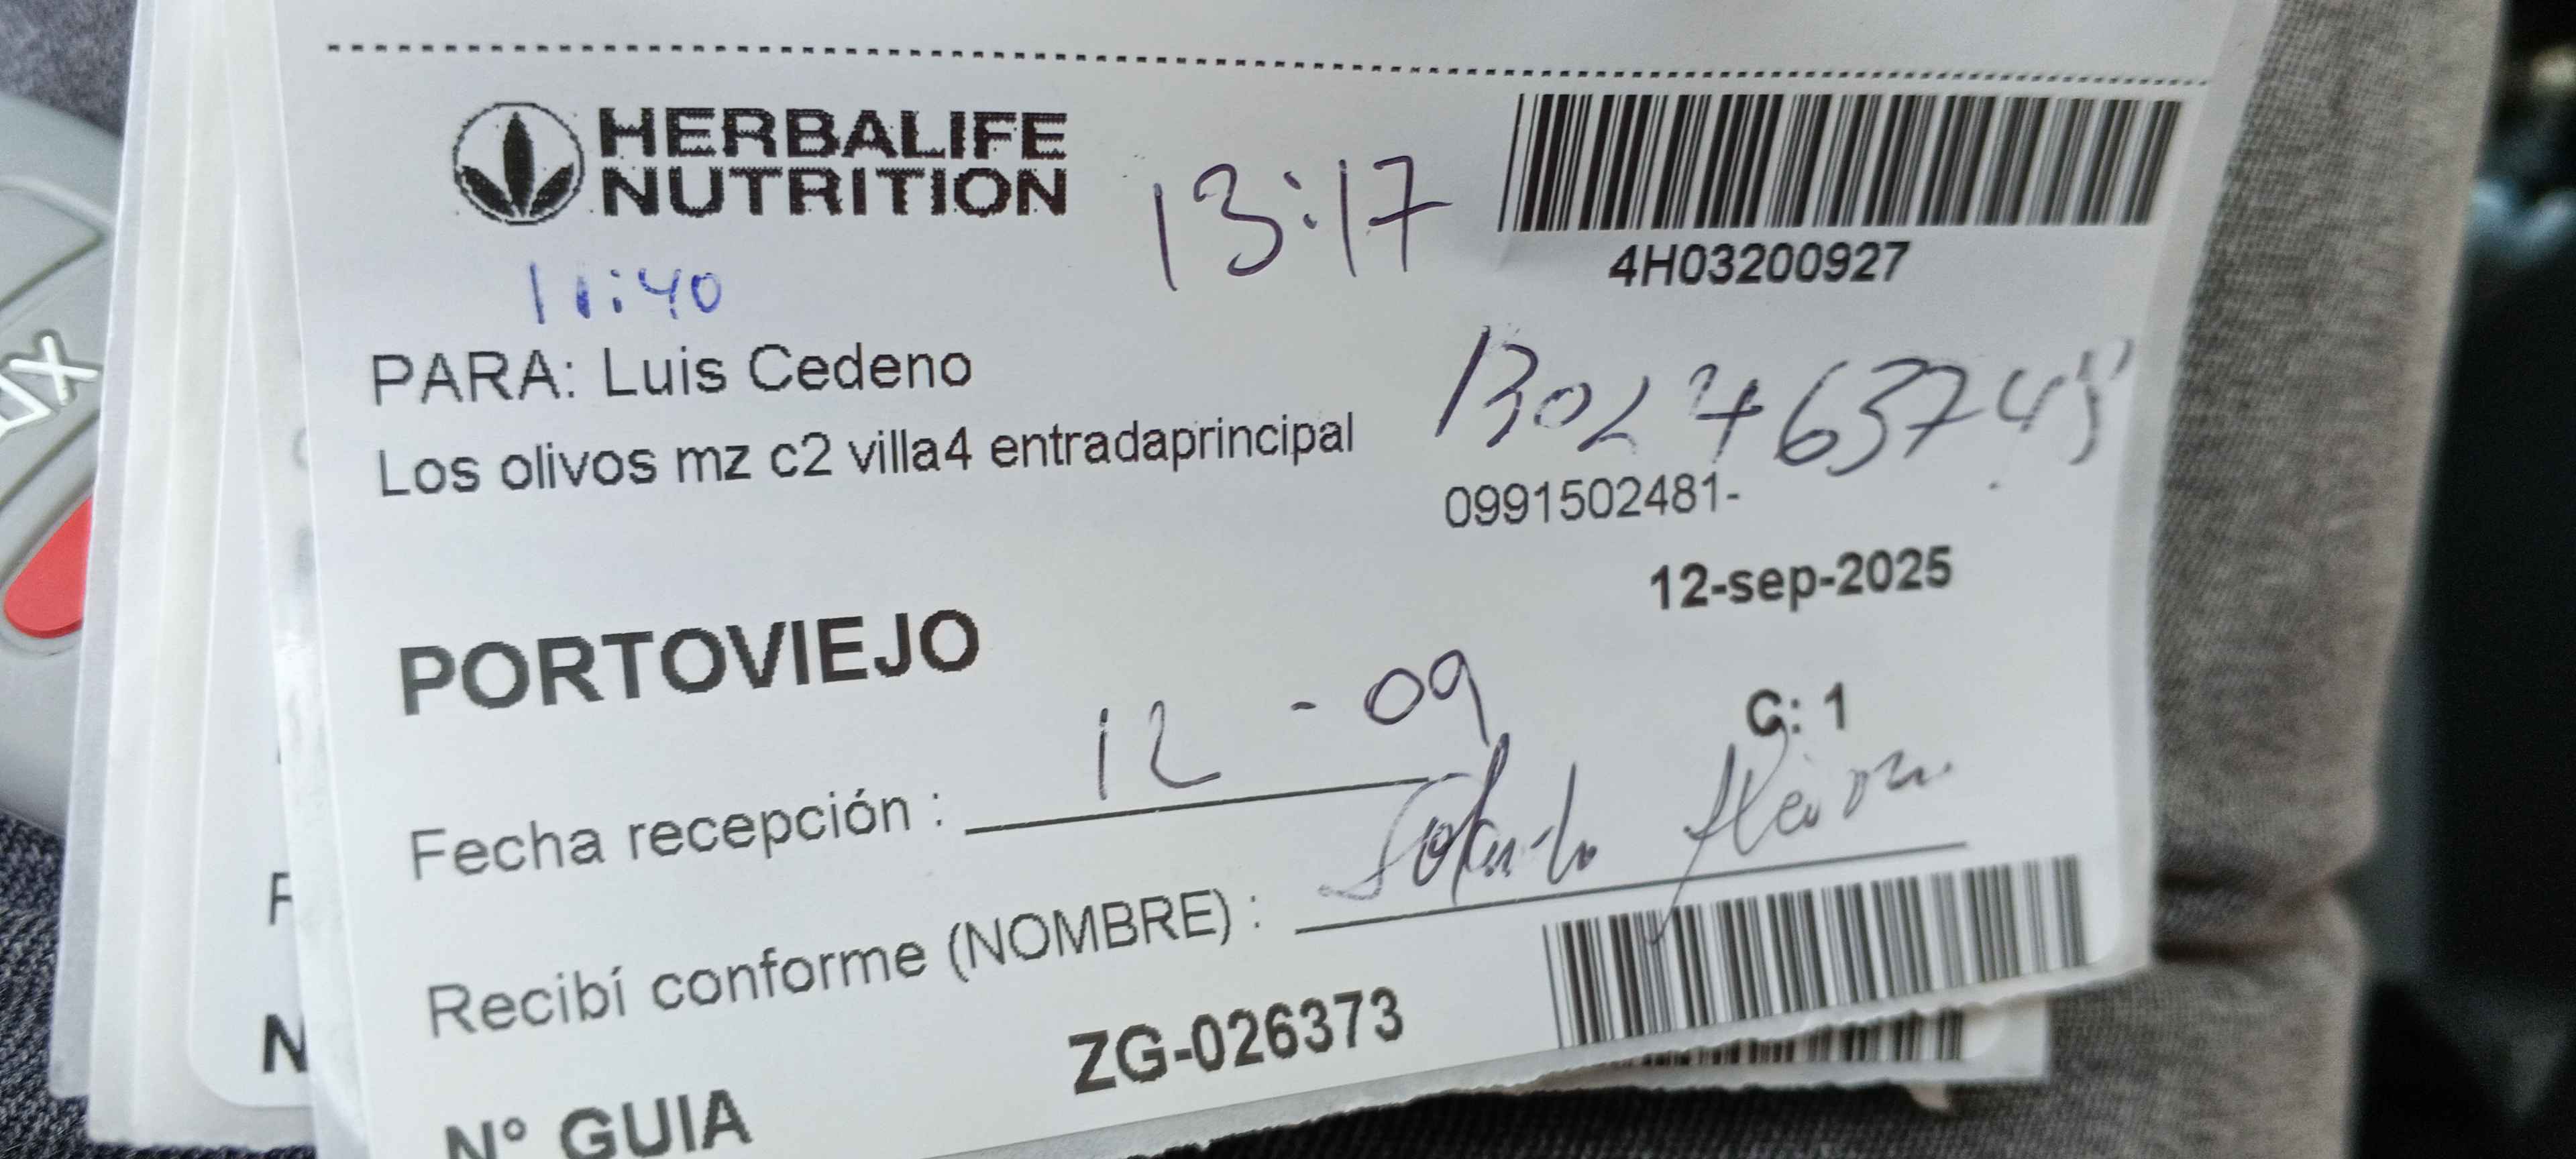 HERBALIFE
NUTRITION
13:17
4H03200927
11:40
PARA: Luis Cedeno
Los olivos mz c2 villa4 entradaprincipal
0991502481-
12-sep-2025
PORTOVIEJO
C: 1
Fecha recepción : 12 - 09
Recibí conforme (NOMBRE) :
N° GUIA
ZG-026373